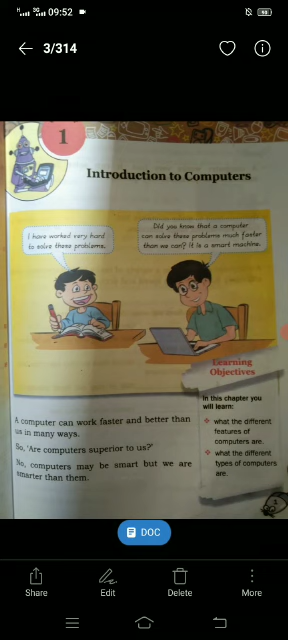 09:52
3/314
1
Introduction to Computers
I have worked very hard
to solve these problems.
Did you know that a computer
can solve these problems much faster
than we can? It is a smart machine.
Learning
Objectives
In this chapter you
will learn:
what the different
features of
computers are.
what the different
types of computers
are.
A computer can work faster and better than
us in many ways.
So, 'Are computers superior to us?'
No, computers may be smart but we are
smarter than them.
DOC
Share
Edit
Delete
More